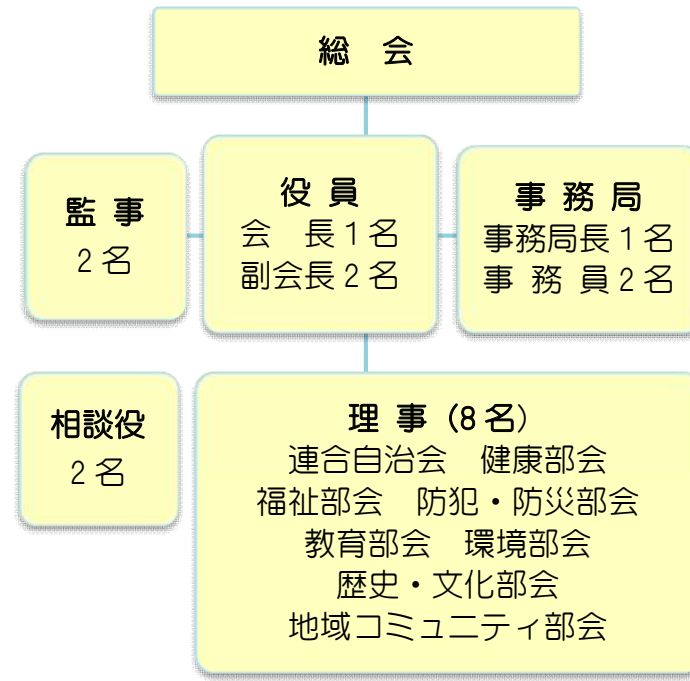 総　会
監 事
2名
役 員
会　長1名
副会長2名
事 務 局
事務局長1名
事 務 員2名
相談役
2名
理 事（8名）
連合自治会　健康部会
福祉部会　防犯・防災部会
教育部会　環境部会
歴史・文化部会
地域コミュニティ部会